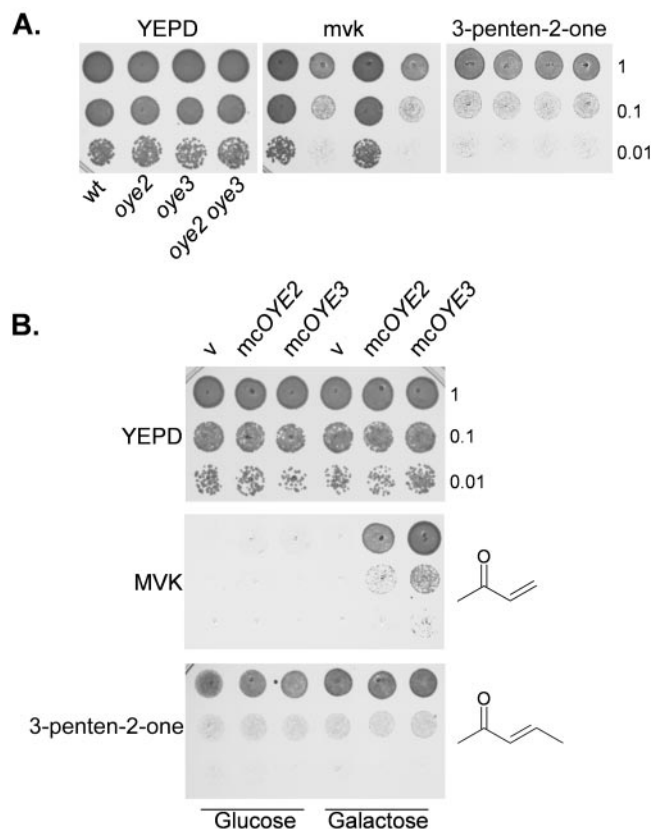 A.
YEPD mvk 3-penten-2-one
1
0.1
0.01
wt oye2 oye3 oye2 oye3
B.
v mcOYE2 mcOYE3 v mcOYE2 mcOYE3
1
YEPD 0.1
0.01
O
MVK
O
3-penten-2-one
Glucose Galactose